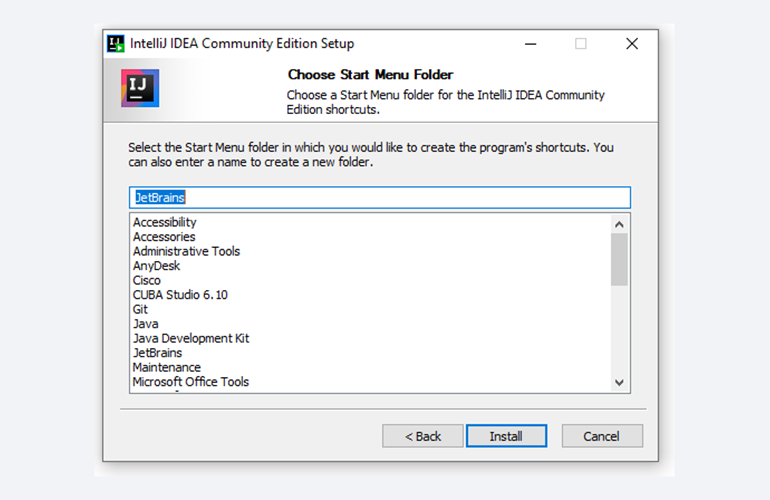 IntelliJ IDEA Community Edition Setup
IJ
Choose Start Menu Folder
Choose a Start Menu folder for the IntelliJ IDEA Community
Edition shortcuts.
Select the Start Menu folder in which you would like to create the program's shortcuts. You
can also enter a name to create a new folder.
JetBrains
Accessibility
Accessories
Administrative Tools
AnyDesk
Cisco
CUBA Studio 6.10
Git
Java
Java Development Kit
JetBrains
Maintenance
Microsoft Office Tools
< Back
Install
Cancel